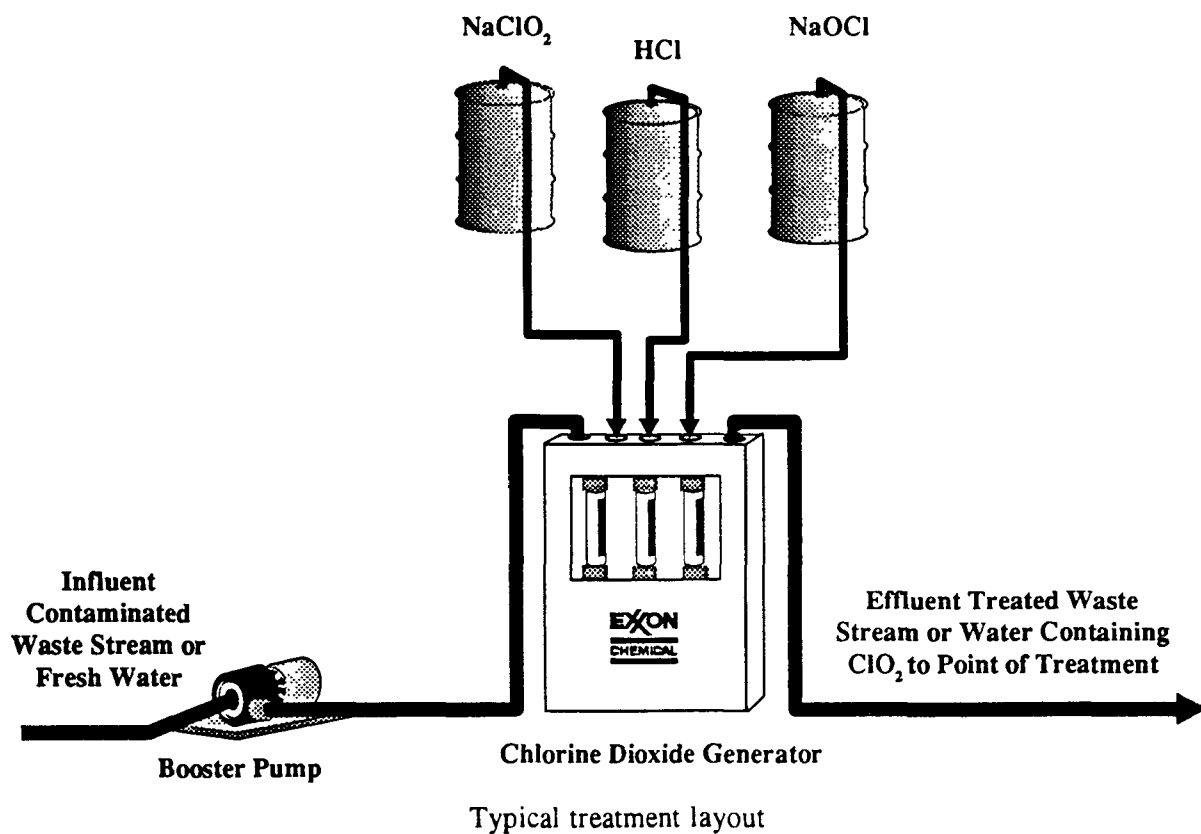 NaClO₂
HCl
NaOCl
Influent
Contaminated
Waste Stream or
Fresh Water
EXXON
CHEMICAL
Effluent Treated Waste
Stream or Water Containing
ClO₂ to Point of Treatment
Booster Pump
Chlorine Dioxide Generator
Typical treatment layout